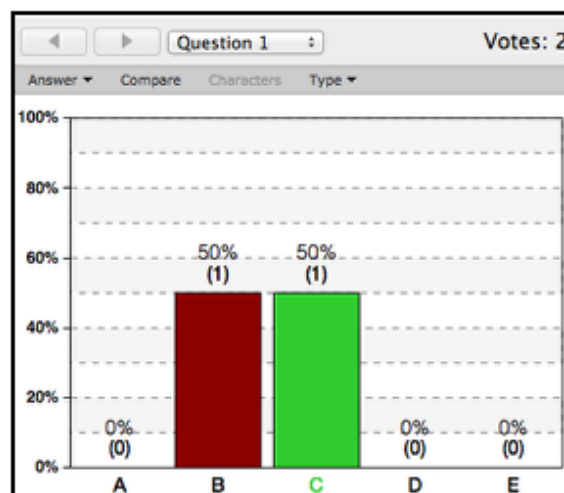 Question 1 Votes: 2
Answer Compare Characters Type
100%
80%
60%
50% 50%
(1) (1)
40%
20%
0% 0% 0%
(0) (0) (0)
0%
A B C D E